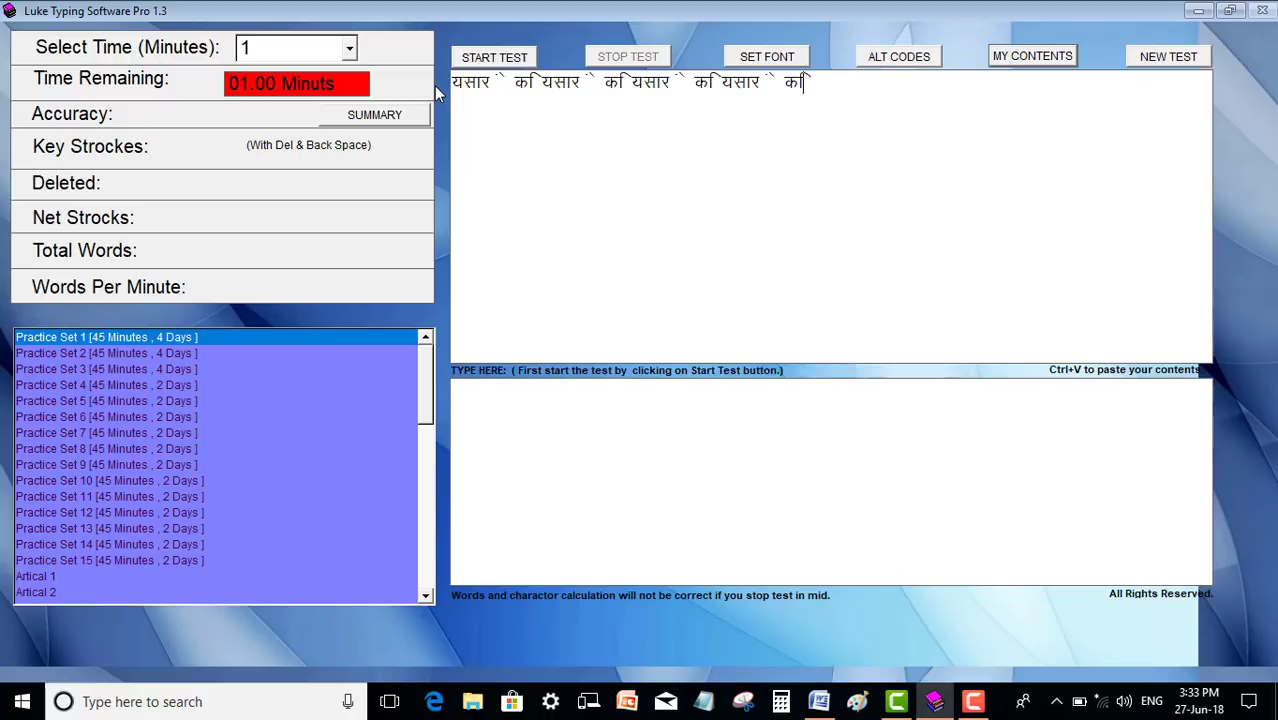 Luke Typing Software Pro 1.3
Select Time (Minutes): 1
START TEST STOP TEST SET FONT ALT CODES MY CONTENTS NEW TEST
Time Remaining: 01.00 Minuts
Accuracy: SUMMARY
Key Strockes: (With Del & Back Space)
Deleted:
Net Strocks:
Total Words:
Words Per Minute:
यसार े` क ि यसार े` क ि यसार े` क ि यसार े` क ि
Practice Set 1 [45 Minutes , 4 Days ]
Practice Set 2 [45 Minutes , 4 Days ]
Practice Set 3 [45 Minutes , 4 Days ]
Practice Set 4 [45 Minutes , 2 Days ]
Practice Set 5 [45 Minutes , 2 Days ]
Practice Set 6 [45 Minutes , 2 Days ]
Practice Set 7 [45 Minutes , 2 Days ]
Practice Set 8 [45 Minutes , 2 Days ]
Practice Set 9 [45 Minutes , 2 Days ]
Practice Set 10 [45 Minutes , 2 Days ]
Practice Set 11 [45 Minutes , 2 Days ]
Practice Set 12 [45 Minutes , 2 Days ]
Practice Set 13 [45 Minutes , 2 Days ]
Practice Set 14 [45 Minutes , 2 Days ]
Practice Set 15 [45 Minutes , 2 Days ]
Artical 1
Artical 2
TYPE HERE: ( First start the test by clicking on Start Test button.) Ctrl+V to paste your contents
Words and charactor calculation will not be correct if you stop test in mid. All Rights Reserved.
Type here to search
ENG
3:33 PM
27-Jun-18